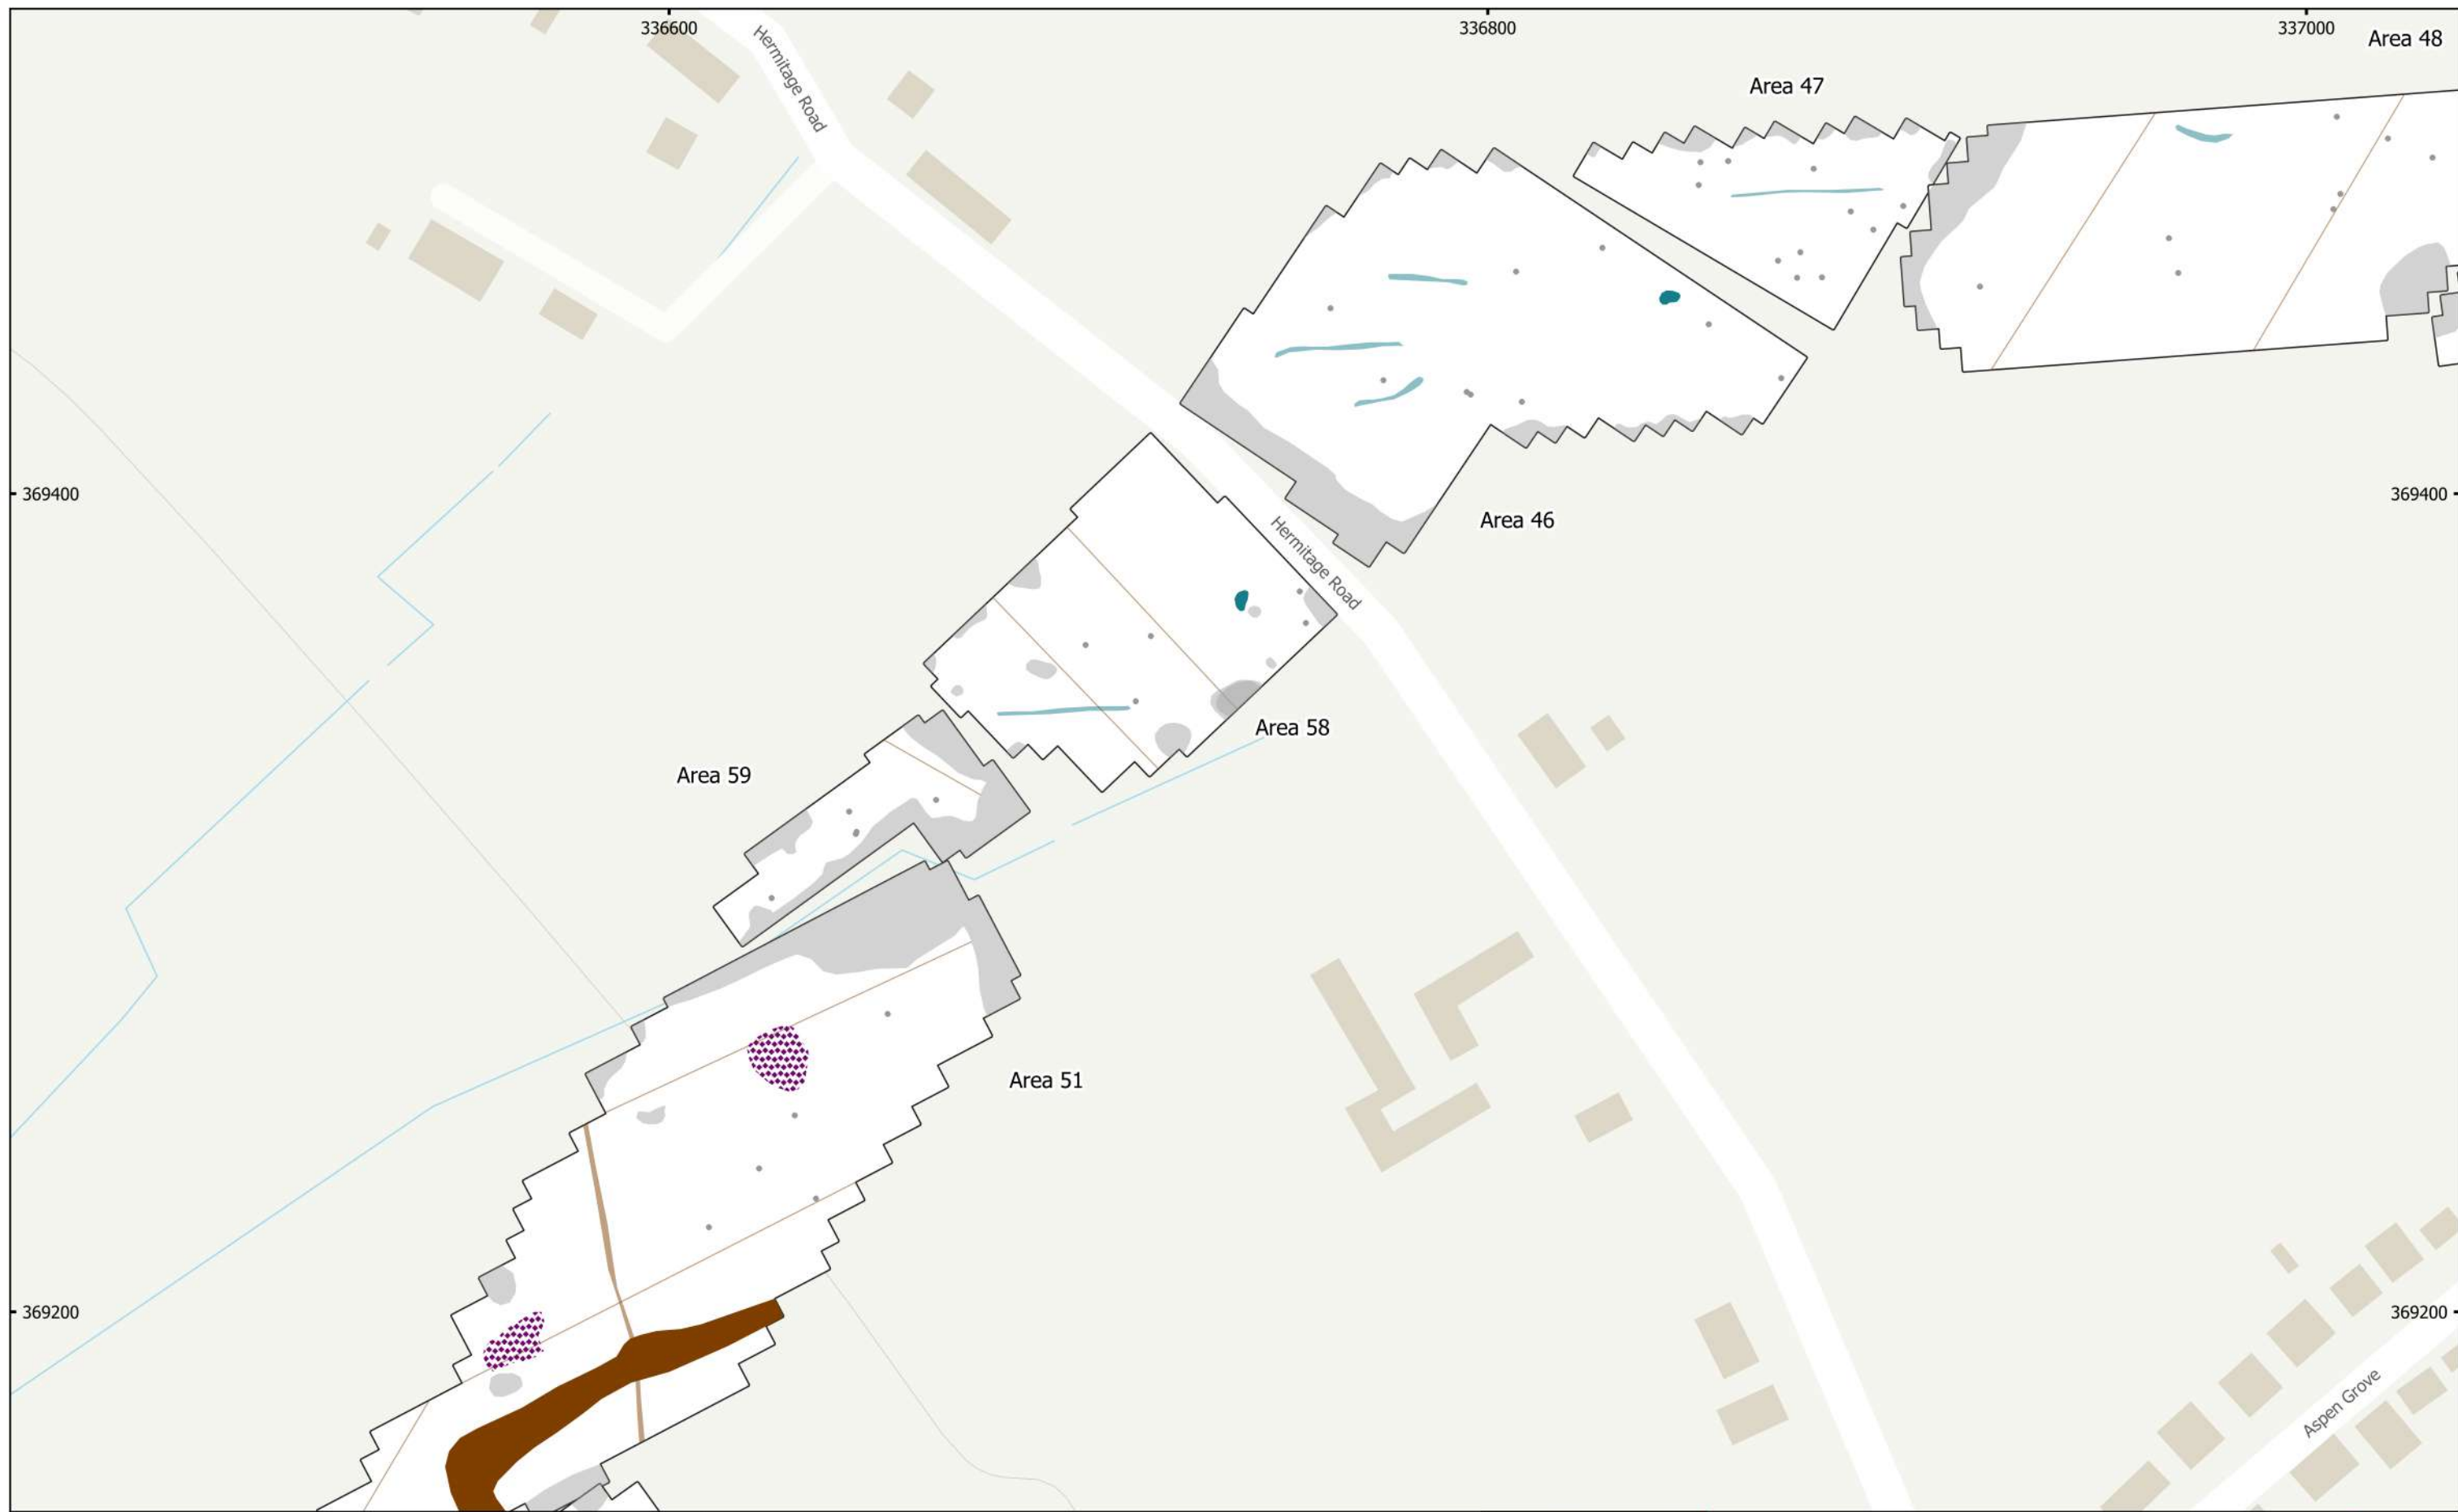 336600
336800
337000
Area 48
Hermitage Road
Area 47
369400
369400
Area 46
Hermitage Road
Area 58
Area 59
Area 51
369200
369200
Aspen Grove